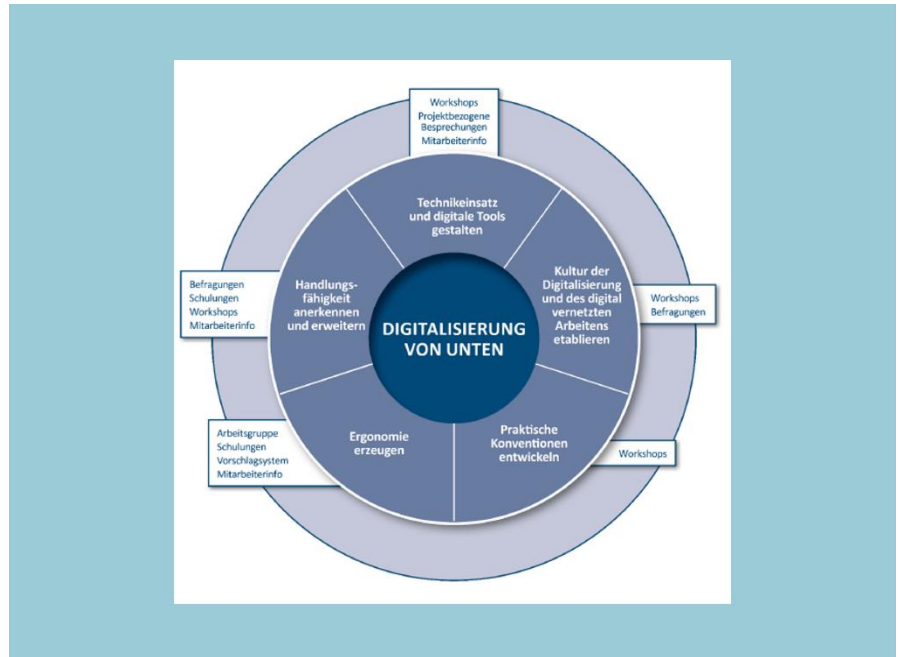 Workshops
Projektbezogene
Besprechungen
Mitarbeiterinfo
Technikeinsatz
und digitale Tools
gestalten
Kultur der
Digitalisierung
und des digital
vernetzten
Arbeitens
etablieren
Workshops
Befragungen
Praktische
Konventionen
entwickeln
Workshops
Ergonomie
erzeugen
Arbeitsgruppe
Schulungen
Vorschlagsystem
Mitarbeiterinfo
Handlungs-
fähigkeit
anerkennen
und erweitern
Befragungen
Schulungen
Workshops
Mitarbeiterinfo
DIGITALISIERUNG
VON UNTEN